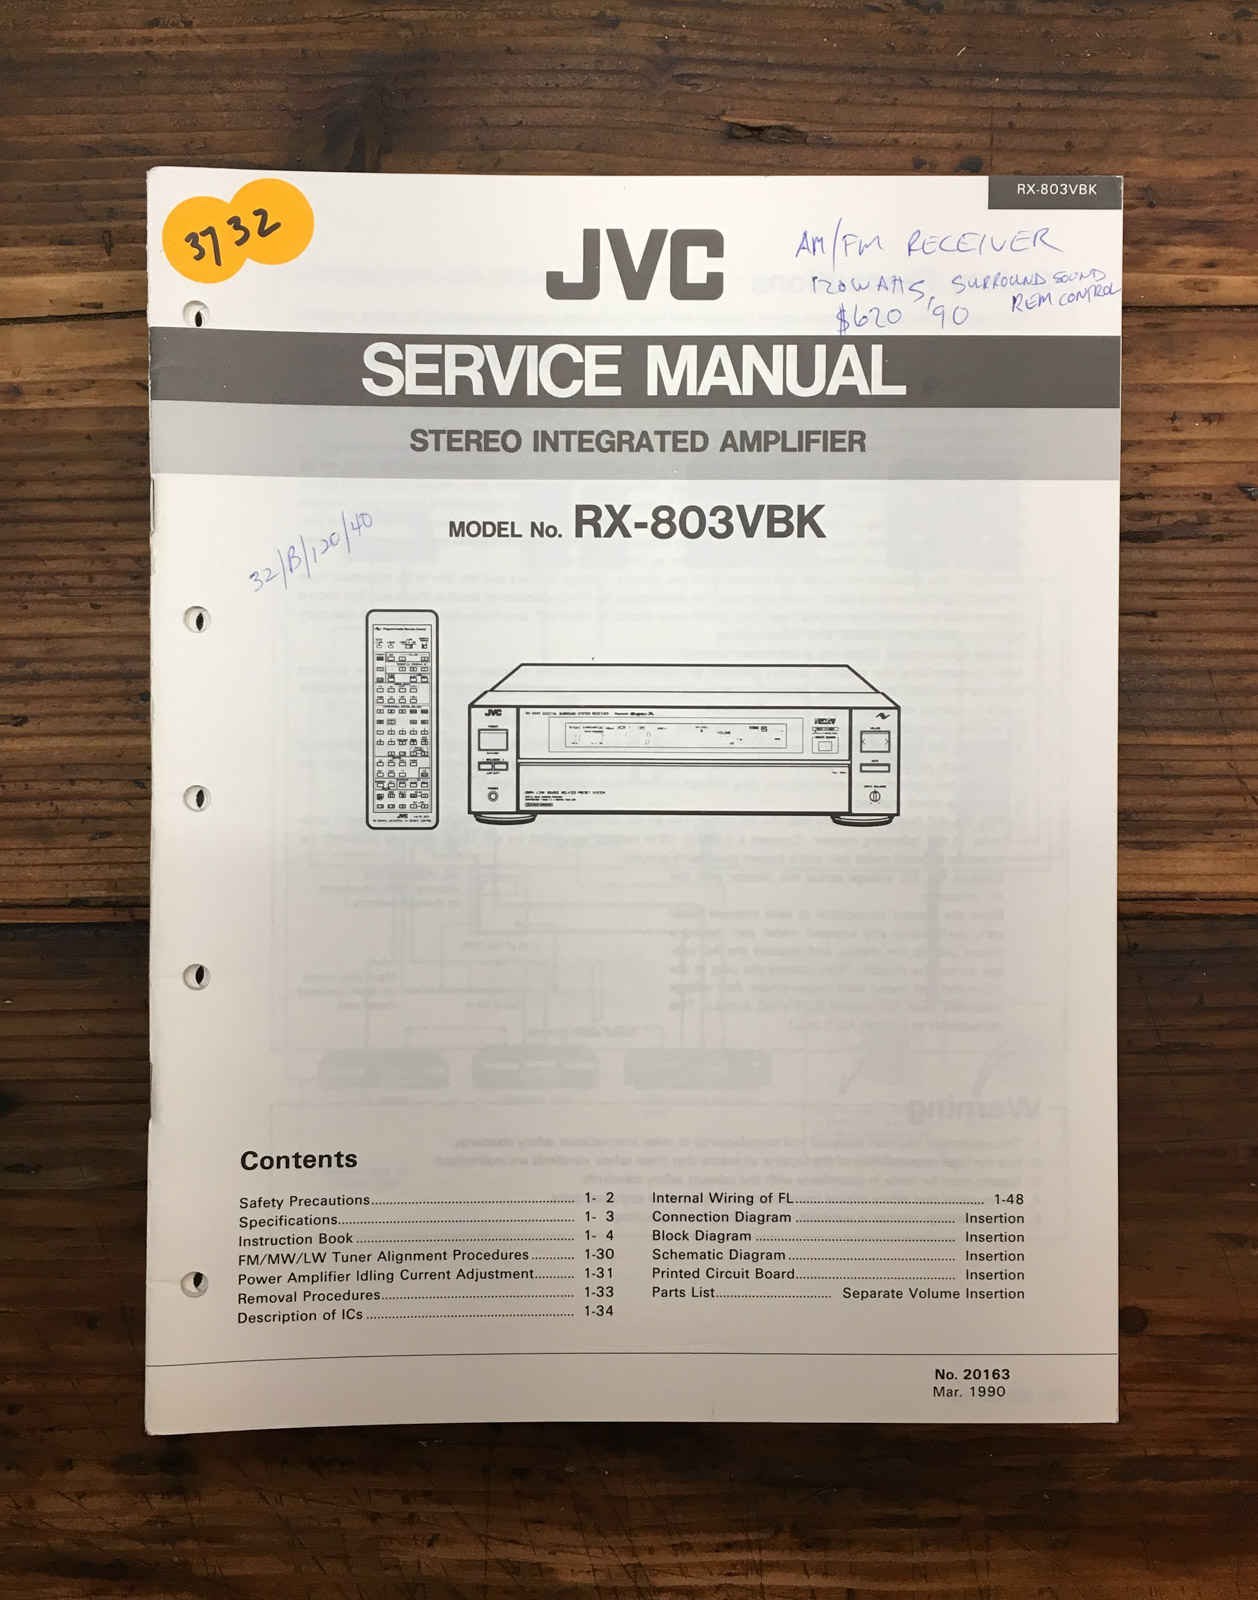 RX-803VBK
3732
JVC
AM/FM RECEIVER
120WATTS, SURROUND SOUND
REM CONTROL
$620 '90
SERVICE MANUAL
STEREO INTEGRATED AMPLIFIER
MODEL No. RX-803VBK
32/B/120/40
JVC
VOLUME
JVC
Contents
Safety Precautions 1- 2
Specifications 1- 3
Instruction Book 1- 4
FM/MW/LW Tuner Alignment Procedures 1-30
Power Amplifier Idling Current Adjustment 1-31
Removal Procedures 1-33
Description of ICs 1-34
Internal Wiring of FL 1-48
Connection Diagram Insertion
Block Diagram Insertion
Schematic Diagram Insertion
Printed Circuit Board Insertion
Parts List Separate Volume Insertion
No. 20163
Mar. 1990